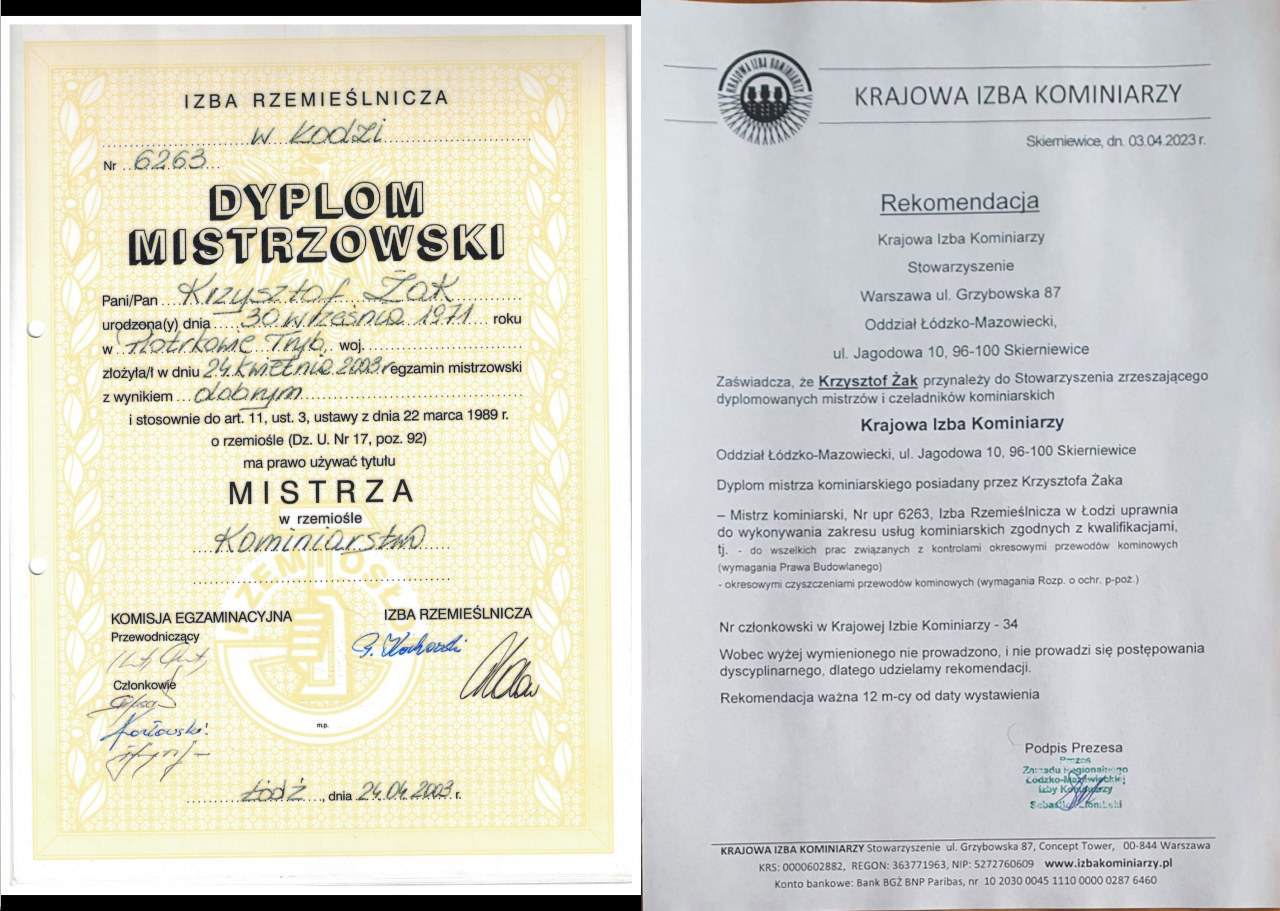 IZBA RZEMIEŚLNICZA
w Łodzi
Nr 6263
DYPLOM
MISTRZOWSKI
Pani/Pan Krzysztof Żak
urodzona(y) dnia 30 września 1971 roku
w Piotrkowie Tryb. woj.
złożyła/ł w dniu 24 kwietnia 2003 r egzamin mistrzowski
z wynikiem dobrym
i stosownie do art. 11, ust. 3, ustawy z dnia 22 marca 1989 r.
o rzemiośle (Dz. U. Nr 17, poz. 92)
ma prawo używać tytułu
MISTRZA
w rzemiośle
Kominiarstwo
RZEMIOSŁO
KOMISJA EGZAMINACYJNA
IZBA RZEMIEŚLNICZA
Przewodniczący
Członkowie
m.p.
Łódź, dnia 24.04.2003 r.
KRAJOWA IZBA KOMINIARZY
KRAJOWA IZBA KOMINIARZY
Skierniewice, dn. 03.04.2023 r.
Rekomendacja
Krajowa Izba Kominiarzy
Stowarzyszenie
Warszawa ul. Grzybowska 87
Oddział Łódzko-Mazowiecki,
ul. Jagodowa 10, 96-100 Skierniewice
Zaświadcza, że Krzysztof Żak przynależy do Stowarzyszenia zrzeszającego
dyplomowanych mistrzów i czeladników kominiarskich
Krajowa Izba Kominiarzy
Oddział Łódzko-Mazowiecki, ul. Jagodowa 10, 96-100 Skierniewice
Dyplom mistrza kominiarskiego posiadany przez Krzysztofa Żaka
– Mistrz kominiarski, Nr upr 6263, Izba Rzemieślnicza w Łodzi uprawnia
do wykonywania zakresu usług kominiarskich zgodnych z kwalifikacjami,
tj. - do wszelkich prac związanych z kontrolami okresowymi przewodów kominowych
(wymagania Prawa Budowlanego)
- okresowymi czyszczeniami przewodów kominowych (wymagania Rozp. o ochr. p-poż.)
Nr członkowski w Krajowej Izbie Kominiarzy - 34
Wobec wyżej wymienionego nie prowadzono, i nie prowadzi się postępowania
dyscyplinarnego, dlatego udzielamy rekomendacji.
Rekomendacja ważna 12 m-cy od daty wystawienia
Podpis Prezesa
Prezes
Zarządu Regionalnego
Łódzko-Mazowieckiej
Izby Kominiarzy
KRAJOWA IZBA KOMINIARZY Stowarzyszenie ul. Grzybowska 87, Concept Tower, 00-844 Warszawa
KRS: 0000602882, REGON: 363771963, NIP: 5272760609 www.izbakominiarzy.pl
Konto bankowe: Bank BGŻ BNP Paribas, nr 10 2030 0045 1110 0000 0287 6460